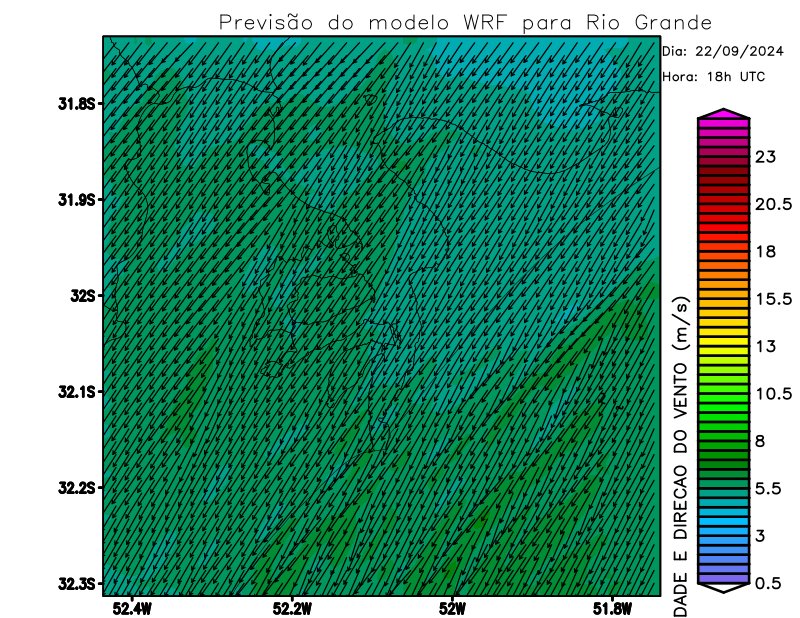 Previsão do modelo WRF para Rio Grande
Dia: 22/09/2024
Hora: 18h UTC
31.8S
31.9S
32S
32.1S
32.2S
32.3S
52.4W
52.2W
52W
51.8W
23
20.5
18
15.5
13
10.5
8
5.5
3
0.5
DADE E DIRECAO DO VENTO (m/s)